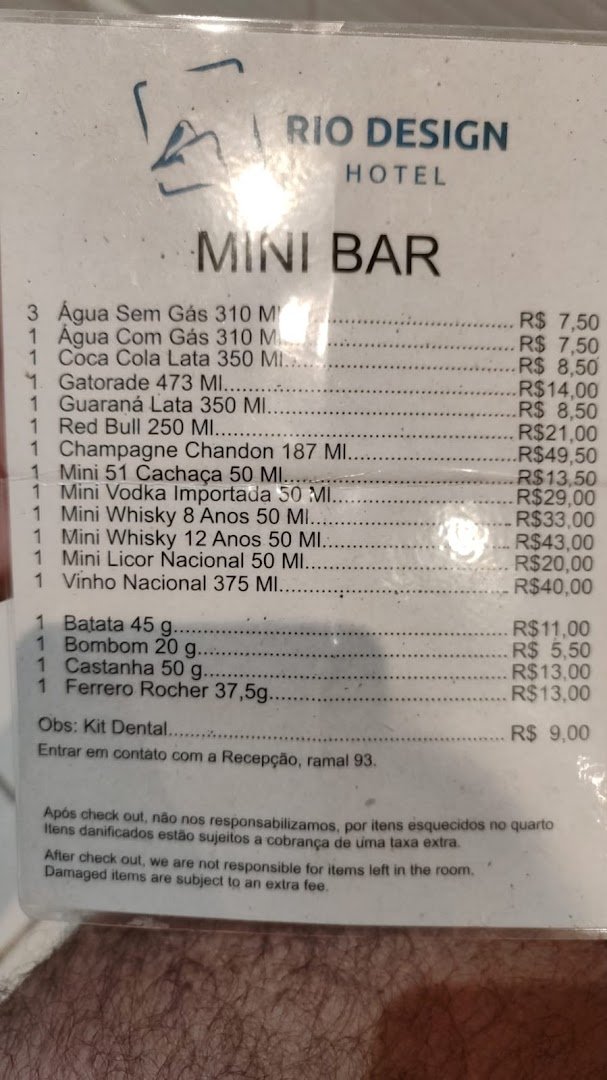 RIO DESIGN
HOTEL
MINI BAR
3 Água Sem Gás 310 Ml........................ R$ 7,50
1 Água Com Gás 310 Ml........................ R$ 7,50
1 Coca Cola Lata 350 Ml........................ R$ 8,50
1 Gatorade 473 Ml........................ R$14,00
1 Guaraná Lata 350 Ml........................ R$ 8,50
1 Red Bull 250 Ml........................ R$21,00
1 Champagne Chandon 187 Ml........................ R$49,50
1 Mini 51 Cachaça 50 Ml........................ R$13,50
1 Mini Vodka Importada 50 Ml........................ R$29,00
1 Mini Whisky 8 Anos 50 Ml........................ R$33,00
1 Mini Whisky 12 Anos 50 Ml........................ R$43,00
1 Mini Licor Nacional 50 Ml........................ R$20,00
1 Vinho Nacional 375 Ml........................ R$40,00
1 Batata 45 g........................ R$11,00
1 Bombom 20 g........................ R$ 5,50
1 Castanha 50 g........................ R$13,00
1 Ferrero Rocher 37,5g........................ R$13,00
Obs: Kit Dental........................ R$ 9,00
Entrar em contato com a Recepção, ramal 93.
Após check out, não nos responsabilizamos, por itens esquecidos no quarto
Itens danificados estão sujeitos a cobrança de uma taxa extra.
After check out, we are not responsible for items left in the room.
Damaged items are subject to an extra fee.